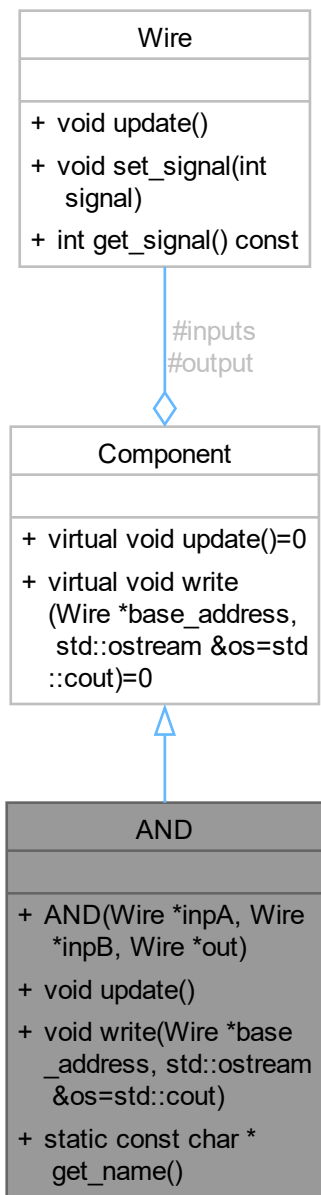 Wire
+ void update()
+ void set_signal(int
signal)
+ int get_signal() const
#inputs
#output
Component
+ virtual void update()=0
+ virtual void write
(Wire *base_address,
std::ostream &os=std
::cout)=0
AND
+ AND(Wire *inpA, Wire
*inpB, Wire *out)
+ void update()
+ void write(Wire *base
_address, std::ostream
&os=std::cout)
+ static const char *
get_name()